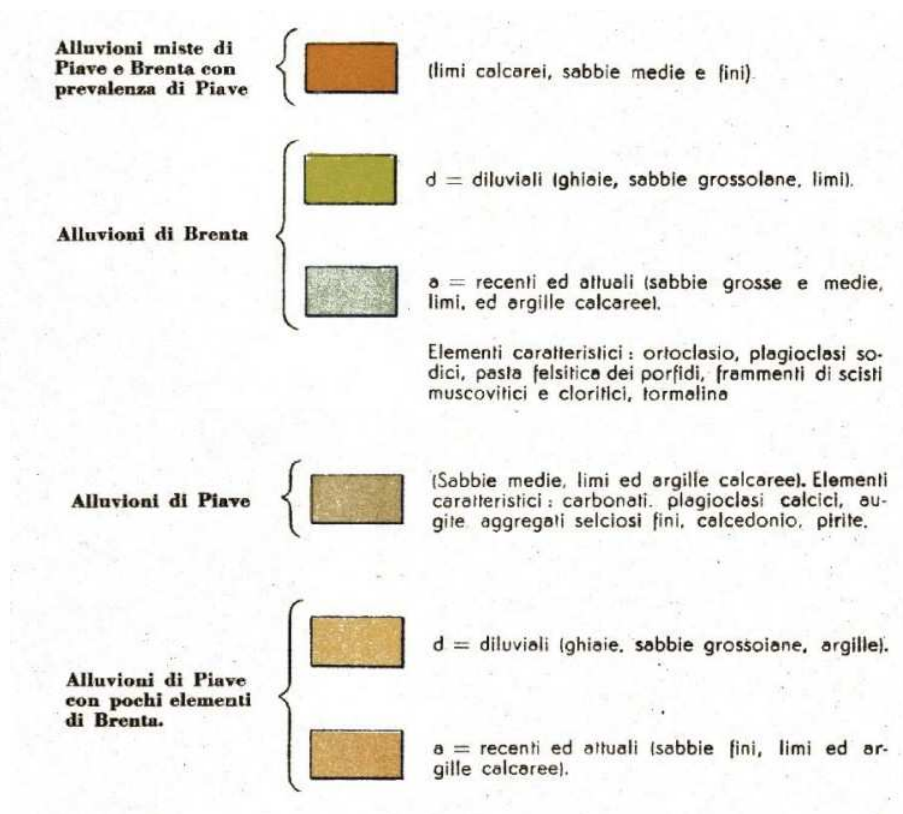 Alluvioni miste di
Piave e Brenta con
prevalenza di Piave
(limi calcarei, sabbie medie e fini).
Alluvioni di Brenta
d = diluviali (ghiaie, sabbie grossolane, limi).
a = recenti ed attuali (sabbie grosse e medie,
limi, ed argille calcaree).
Elementi caratteristici : ortoclasio, plagioclasi so-
dici, pasta felsitica dei porfidi, frammenti di scisti
muscovitici e cloritici, tormalina
Alluvioni di Piave
(Sabbie medie, limi ed argille calcaree). Elementi
caratteristici : carbonati. plagioclasi calcici, au-
gite. aggregati selciosi fini, calcedonio, pirite.
Alluvioni di Piave
con pochi elementi
di Brenta.
d = diluviali (ghiaie. sabbie grossoiane, argille).
a = recenti ed attuali (sabbie fini, limi ed ar-
gille calcaree).